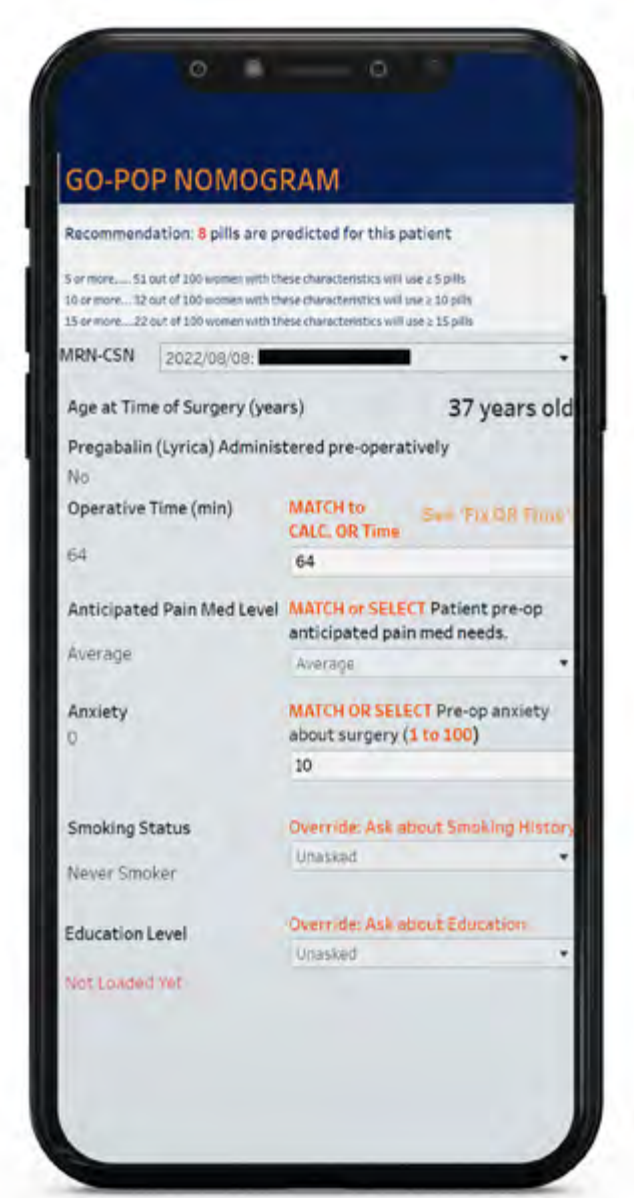 GO-POP NOMOGRAM
Recommendation: 8 pills are predicted for this patient
5 or more..... 51 out of 100 women with these characteristics will use ≥ 5 pills
10 or more... 32 out of 100 women with these characteristics will use ≥ 10 pills
15 or more....22 out of 100 women with these characteristics will use ≥ 15 pills
MRN-CSN 2022/08/08:
Age at Time of Surgery (years) 37 years old
Pregabalin (Lyrica) Administered pre-operatively
No
Operative Time (min) MATCH to See 'Fix OR Time'
CALC. OR Time
64
64
Anticipated Pain Med Level MATCH or SELECT Patient pre-op
anticipated pain med needs.
Average
Average
Anxiety MATCH OR SELECT Pre-op anxiety
0 about surgery (1 to 100)
10
Smoking Status Override: Ask about Smoking History
Unasked
Never Smoker
Education Level Override: Ask about Education
Unasked
Not Loaded Yet